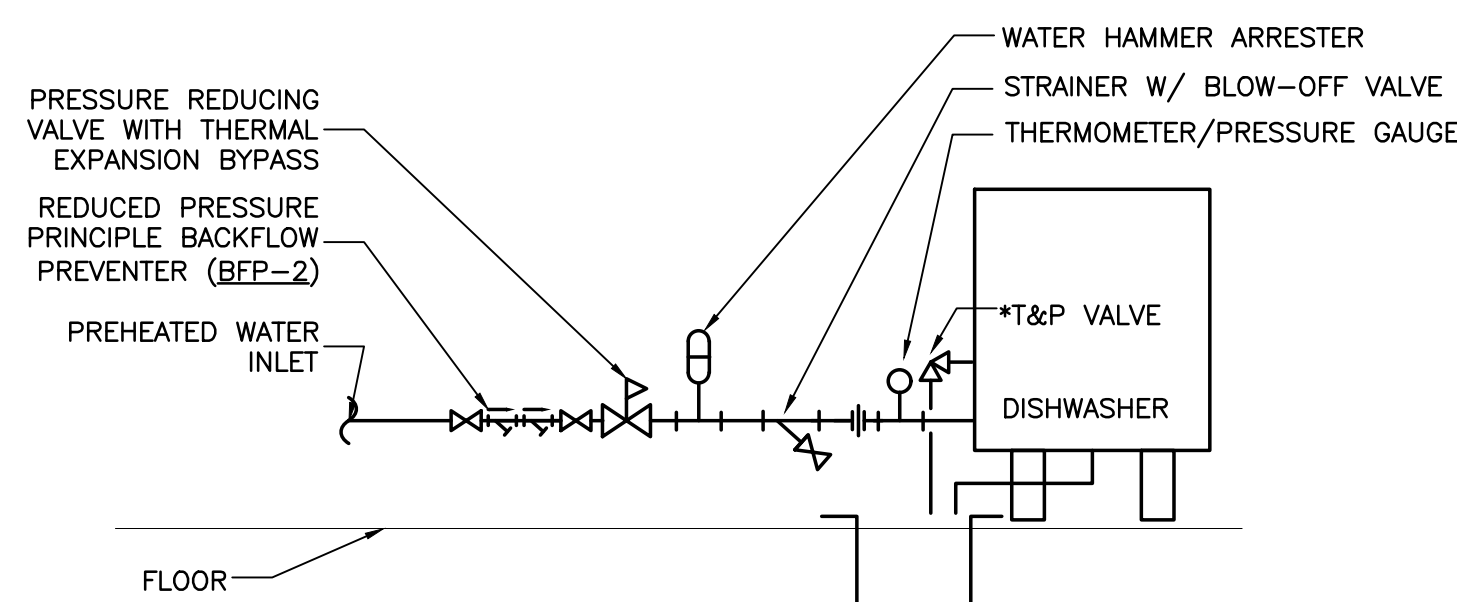 WATER HAMMER ARRESTER
STRAINER W/ BLOW-OFF VALVE
THERMOMETER/PRESSURE GAUGE
PRESSURE REDUCING
VALVE WITH THERMAL
EXPANSION BYPASS
REDUCED PRESSURE
PRINCIPLE BACKFLOW
PREVENTER (BFP-2)
PREHEATED WATER
INLET
*T&P VALVE
DISHWASHER
FLOOR